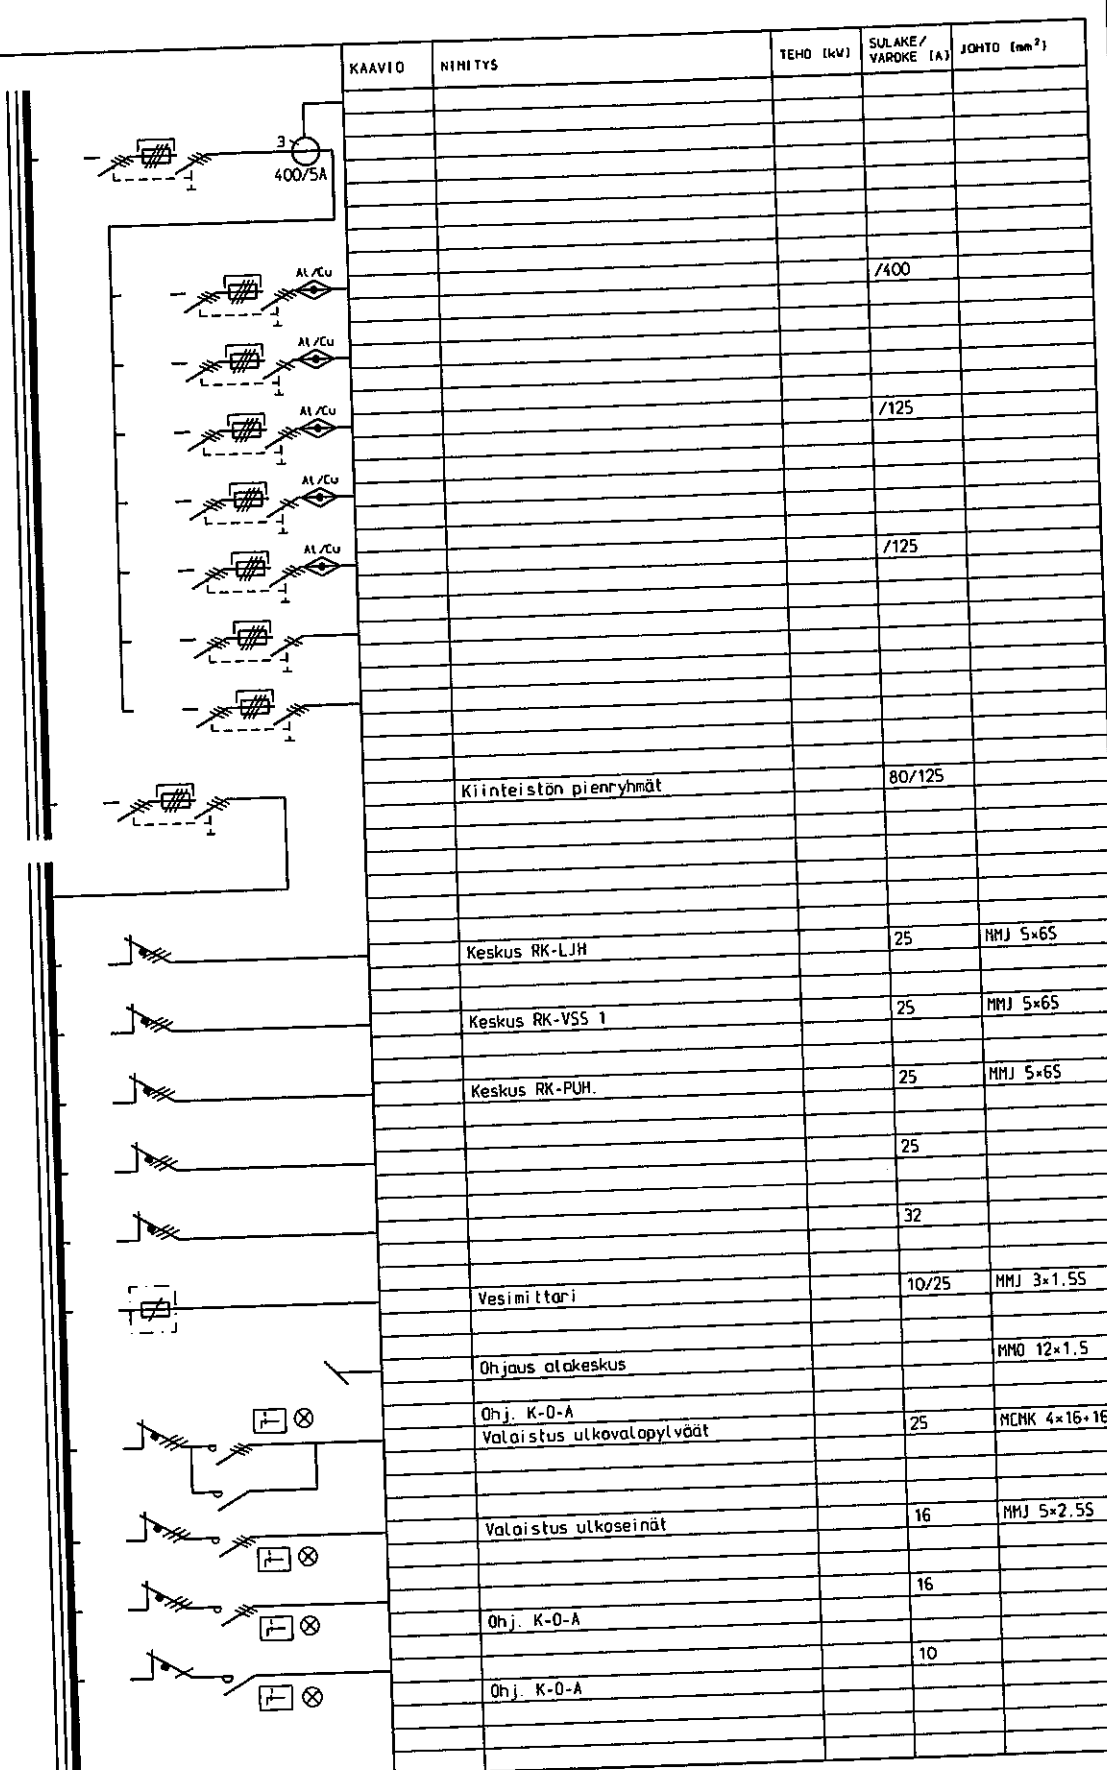 KAAVIO NIMITYS TEHO [kW] SULAKE/ VAROKE [A] JOHTO [mm²]
3
400/5A
Al/Cu /400
Al/Cu
Al/Cu /125
Al/Cu
Al/Cu /125
Kiinteistön pienryhmät 80/125
Keskus RK-LJH 25 MMJ 5×6S
Keskus RK-VSS 1 25 MMJ 5×6S
Keskus RK-PUH. 25 MMJ 5×6S
25
32
Vesimittari 10/25 MMJ 3×1.5S
Ohjaus alakeskus MMO 12×1.5
Ohj. K-0-A
Valaistus ulkovalopylväät 25 MCMK 4×16+16
Valaistus ulkoseinät 16 MMJ 5×2.5S
16
Ohj. K-0-A
10
Ohj. K-0-A